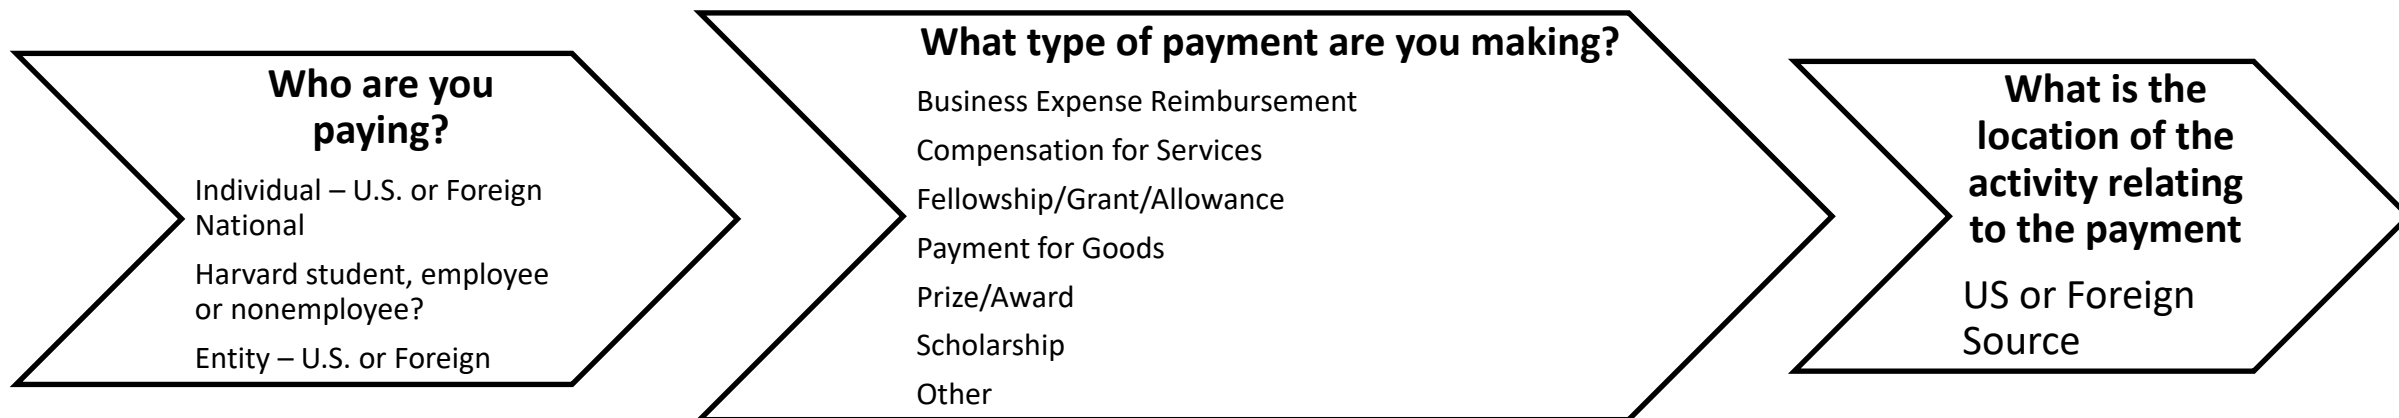 Who are you
paying?
Individual – U.S. or Foreign
National
Harvard student, employee
or nonemployee?
Entity – U.S. or Foreign
What type of payment are you making?
Business Expense Reimbursement
Compensation for Services
Fellowship/Grant/Allowance
Payment for Goods
Prize/Award
Scholarship
Other
What is the
location of the
activity relating
to the payment
US or Foreign
Source